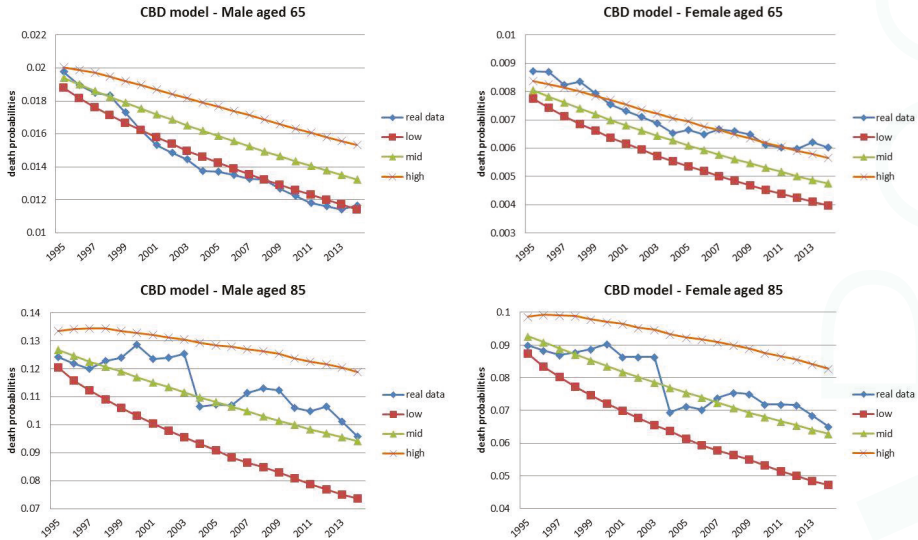 CBD model - Male aged 65
death probabilities
0.022
0.02
0.018
0.016
0.014
0.012
0.01
1995
1997
1999
2001
2003
2005
2007
2009
2011
2013
real data
low
mid
high
CBD model - Female aged 65
death probabilities
0.01
0.009
0.008
0.007
0.006
0.005
0.004
0.003
1995
1997
1999
2001
2003
2005
2007
2009
2011
2013
real data
low
mid
high
CBD model - Male aged 85
death probabilities
0.14
0.13
0.12
0.11
0.1
0.09
0.08
0.07
1995
1997
1999
2001
2003
2005
2007
2009
2011
2013
real data
low
mid
high
CBD model - Female aged 85
death probabilities
0.1
0.09
0.08
0.07
0.06
0.05
0.04
1995
1997
1999
2001
2003
2005
2007
2009
2011
2013
real data
low
mid
high